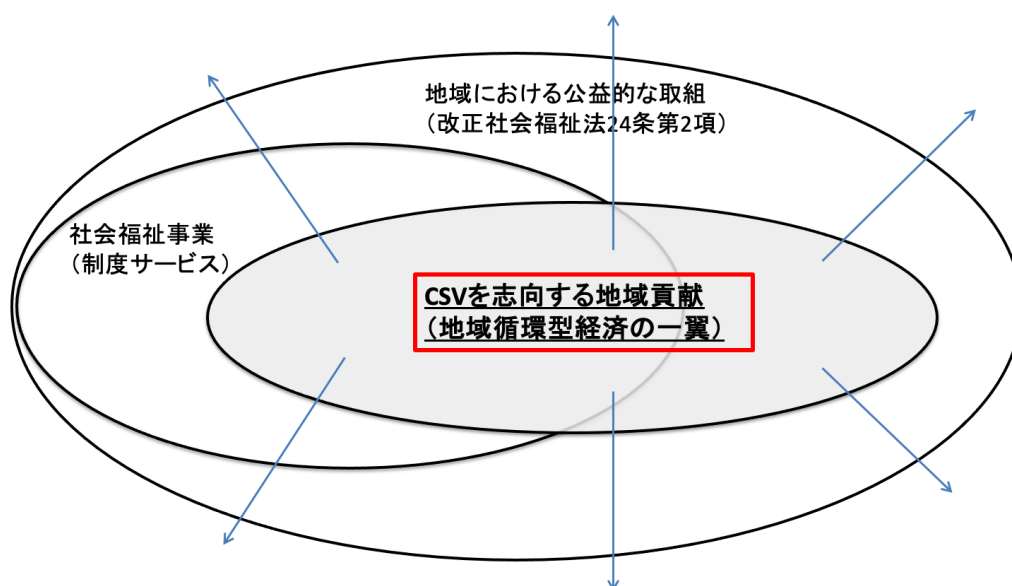 地域における公益的な取組
（改正社会福祉法24条第2項）
社会福祉事業
（制度サービス）
CSVを志向する地域貢献
（地域循環型経済の一翼）